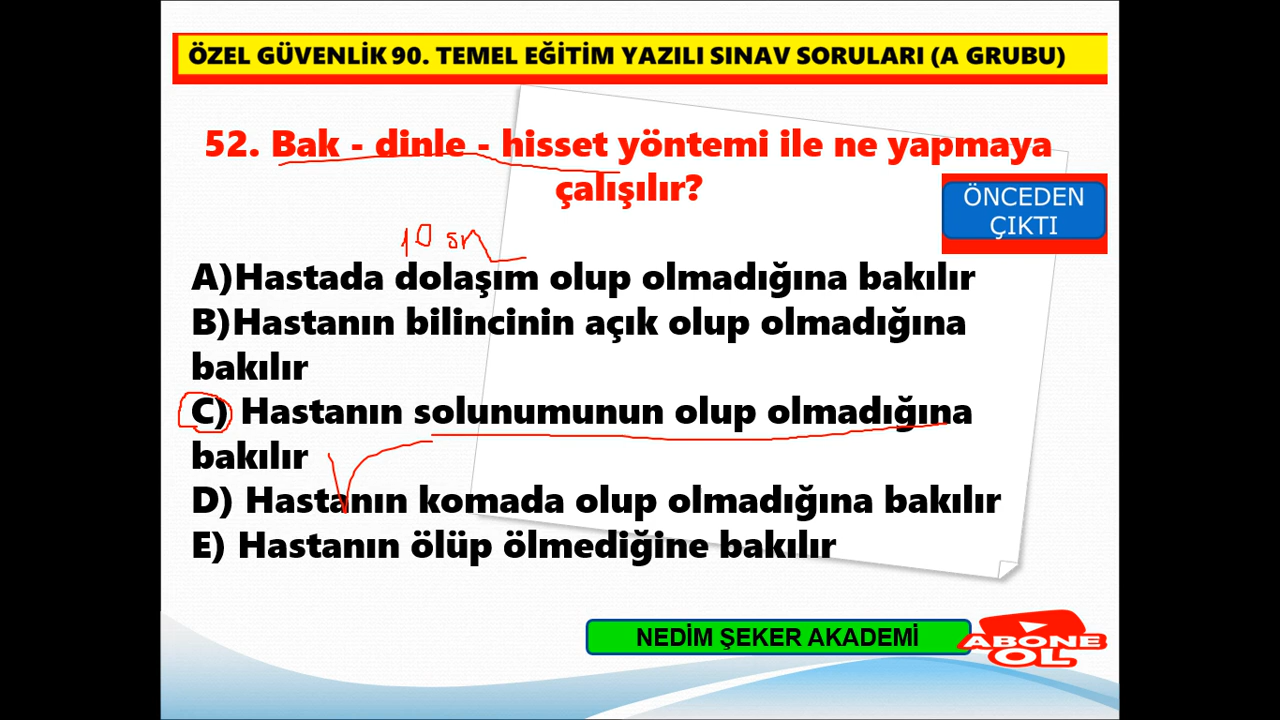 ÖZEL GÜVENLİK 90. TEMEL EĞİTİM YAZILI SINAV SORULARI (A GRUBU)
52. Bak - dinle - hisset yöntemi ile ne yapmaya
çalışılır?
ÖNCEDEN
ÇIKTI
10 sn
A)Hastada dolaşım olup olmadığına bakılır
B)Hastanın bilincinin açık olup olmadığına
bakılır
C) Hastanın solunumunun olup olmadığına
bakılır
D) Hastanın komada olup olmadığına bakılır
E) Hastanın ölüp ölmediğine bakılır
NEDİM ŞEKER AKADEMİ
ABONE
OL